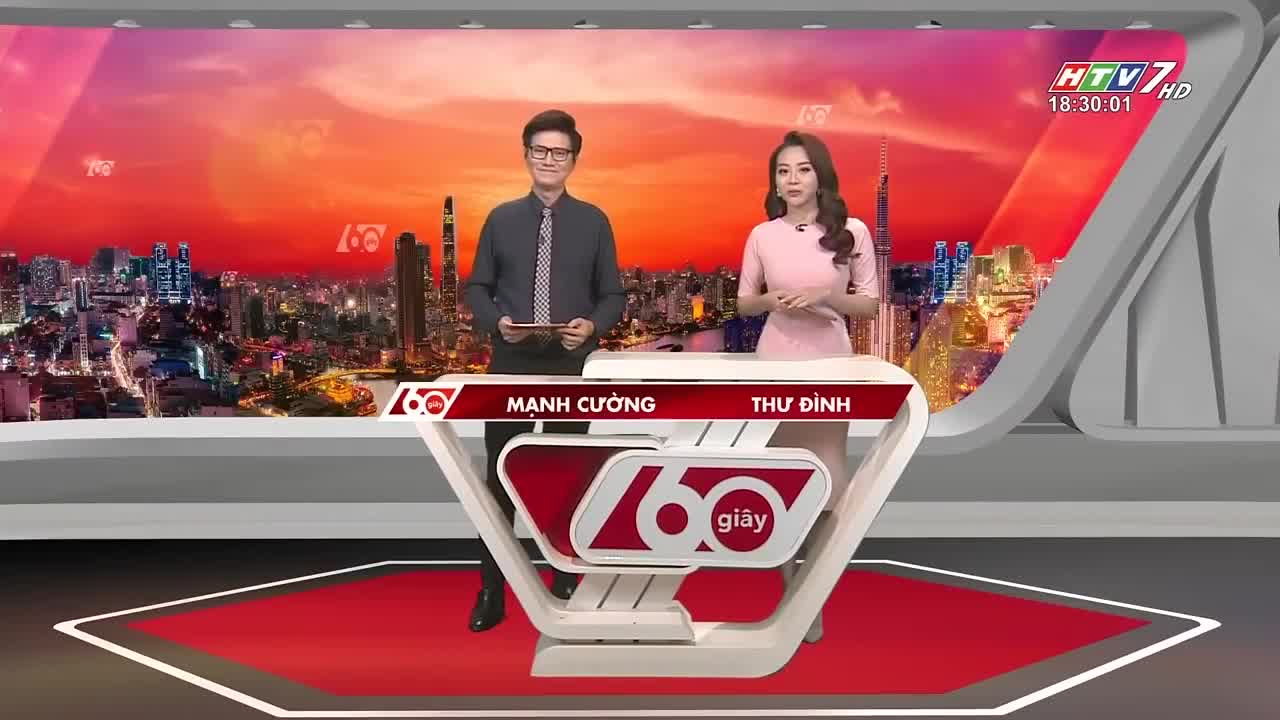 HTV7 HD
18:30:01
60 giây
MẠNH CƯỜNG
THƯ ĐÌNH
60 giây